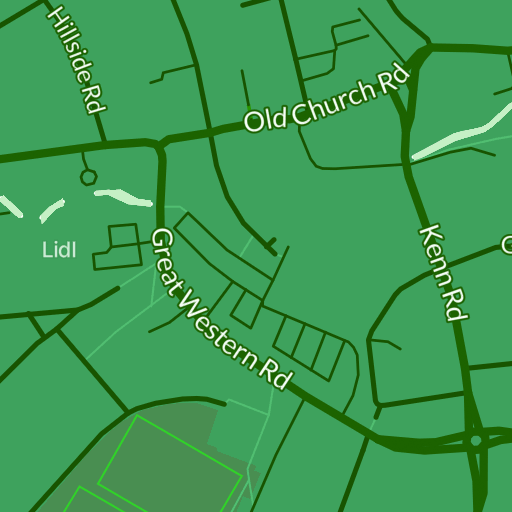 Hillside Rd
Old Church Rd
Lidl
Great Western Rd
Kenn Rd